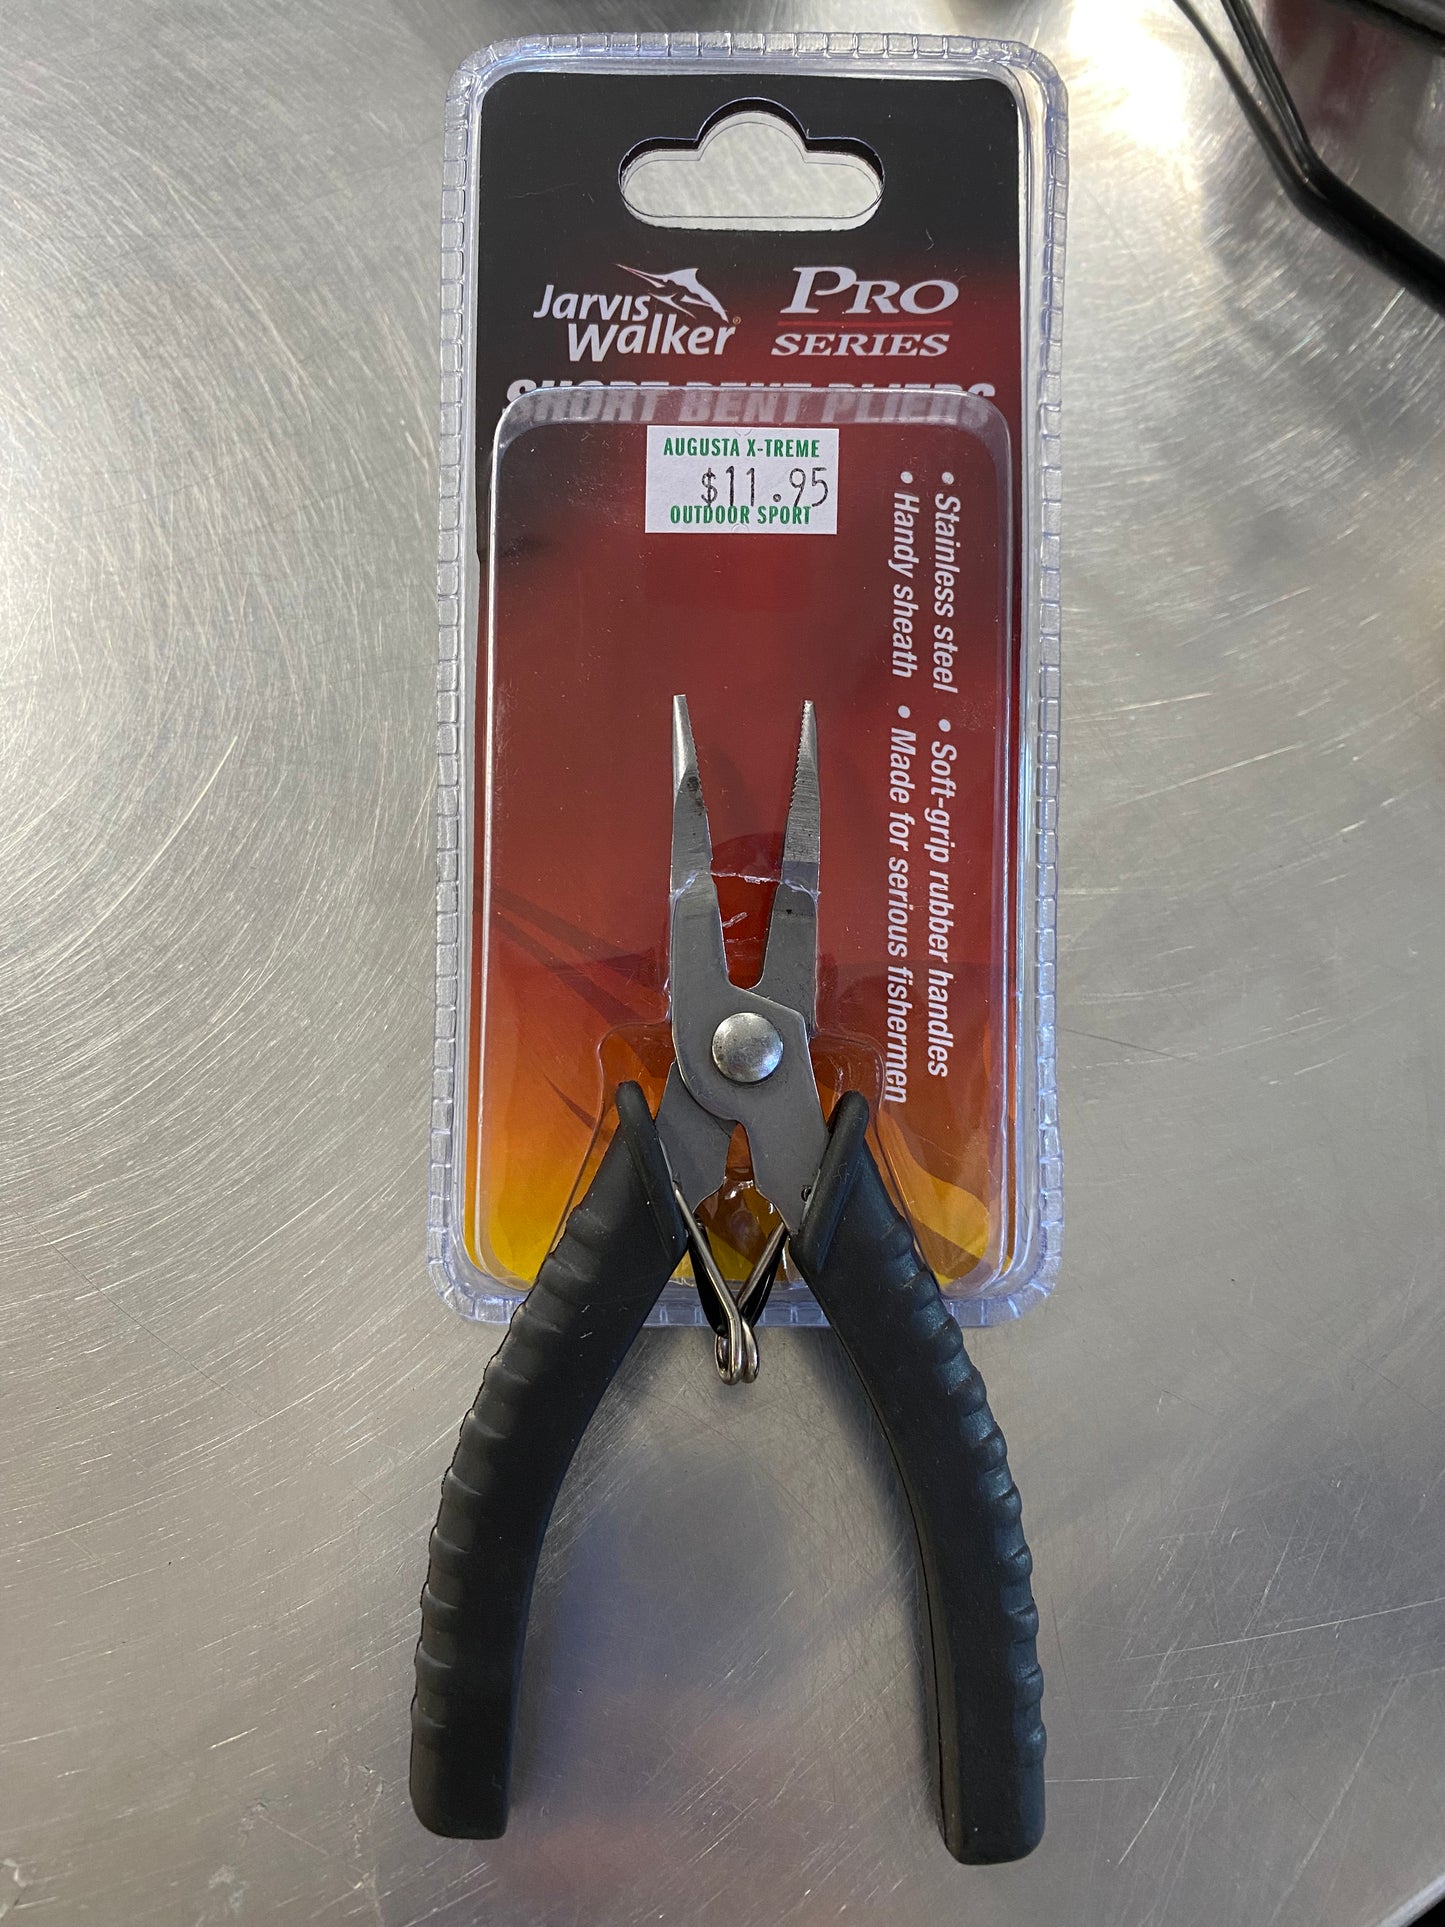 Jarvis
Walker®
PRO
SERIES
SHORT BENT PLIERS
AUGUSTA X-TREME
$11.95
OUTDOOR SPORT
• Stainless steel • Soft-grip rubber handles
• Handy sheath • Made for serious fishermen